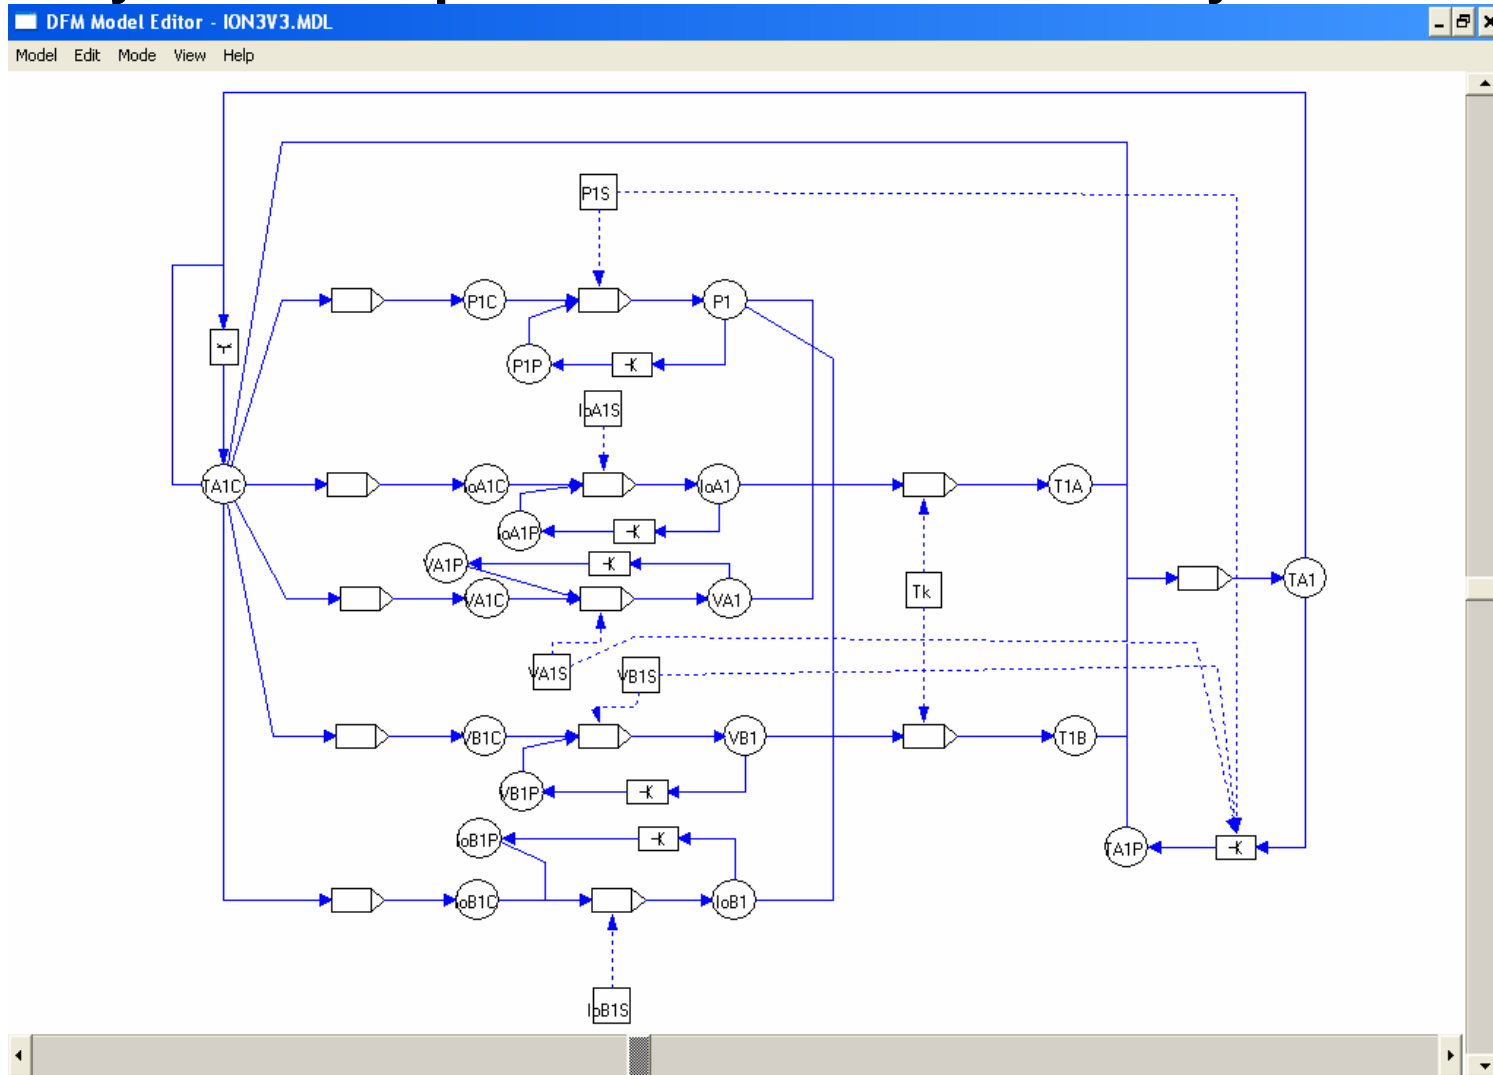 DFM Model Editor - ION3V3.MDL
Model Edit Mode View Help
P1S
P1C
P1
P1P
IoA1S
TA1C
IoA1C
IoA1
T1A
IoA1P
VA1P
VA1C
VA1
Tk
TA1
VA1S
VB1S
VB1C
VB1
T1B
VB1P
IoB1P
TA1P
IoB1C
IoB1
IoB1S